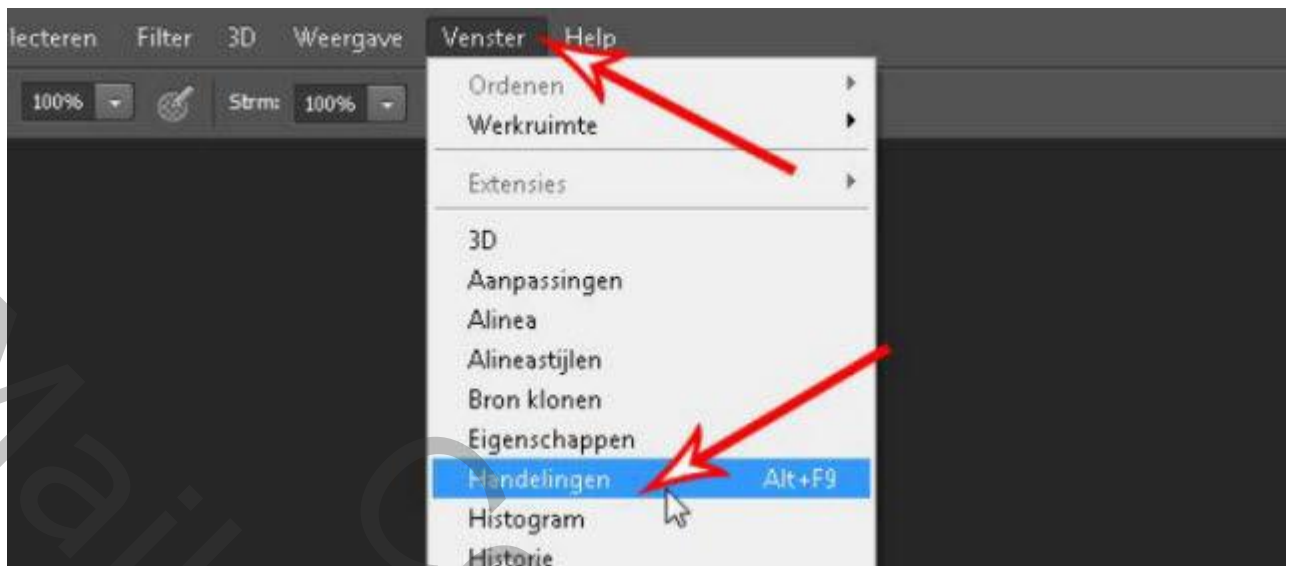 lecteren Filter 3D Weergave Venster Help
100% Strm: 100%
Ordenen
Werkruimte
Extensies
3D
Aanpassingen
Alinea
Alineastijlen
Bron klonen
Eigenschappen
Handelingen Alt+F9
Histogram
Historie